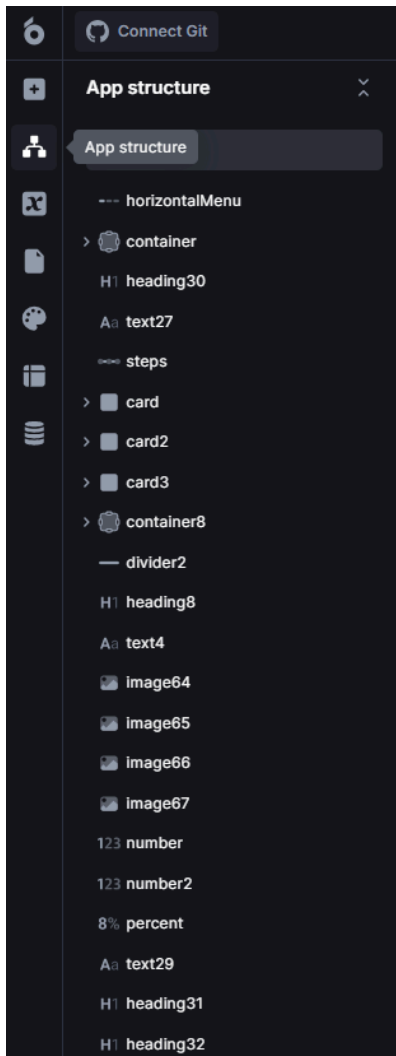 Connect Git
App structure
App structure
horizontalMenu
container
H1 heading30
Aa text27
steps
card
card2
card3
container8
divider2
H1 heading8
Aa text4
image64
image65
image66
image67
123 number
123 number2
8% percent
Aa text29
H1 heading31
H1 heading32